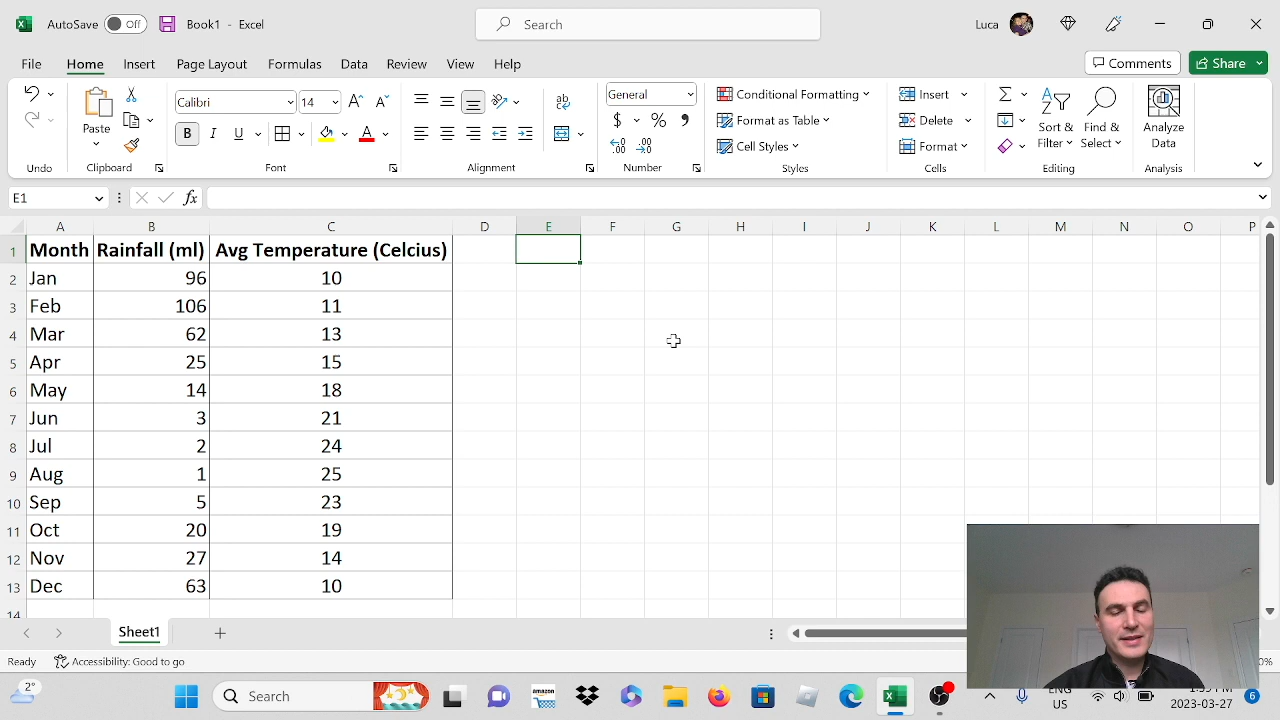 AutoSave Off Book1 - Excel Search Luca
File Home Insert Page Layout Formulas Data Review View Help Comments Share
Calibri 14 General Conditional Formatting Insert
Paste B I U $ % Format as Table Delete Sort & Filter Find & Select Analyze Data
Cell Styles Format
Undo Clipboard Font Alignment Number Styles Cells Editing Analysis
E1 fx
A B C D E F G H I J K L M N O P
1 Month Rainfall (ml) Avg Temperature (Celcius)
2 Jan 96 10
3 Feb 106 11
4 Mar 62 13
5 Apr 25 15
6 May 14 18
7 Jun 3 21
8 Jul 2 24
9 Aug 1 25
10 Sep 5 23
11 Oct 20 19
12 Nov 27 14
13 Dec 63 10
14
Sheet1
Ready Accessibility: Good to go
2° Search amazon US 2023-03-27 6